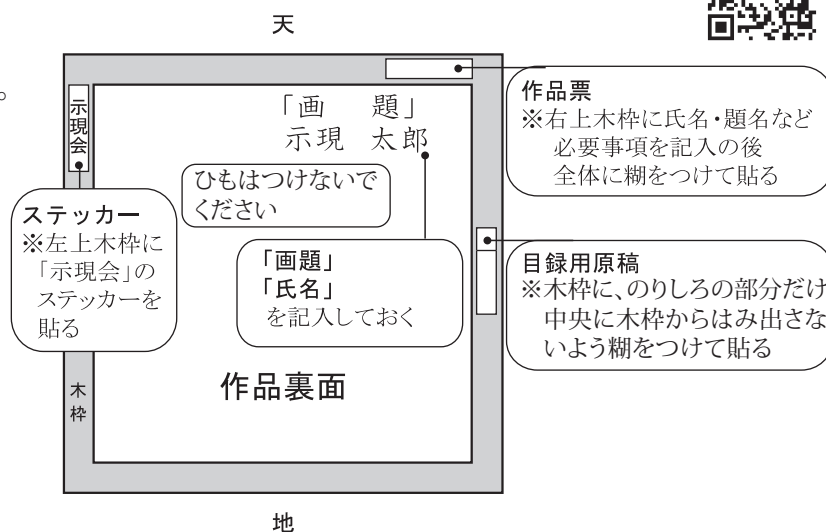 天
。
示現会
「画　題」
示現　太郎
ひもはつけないで
ください
ステッカー
※左上木枠に
「示現会」の
ステッカーを
貼る
「画題」
「氏名」
を記入しておく
作品票
※右上木枠に氏名・題名など
必要事項を記入の後
全体に糊をつけて貼る
目録用原稿
※木枠に、のりしろの部分だけ
中央に木枠からはみ出さな
いよう糊をつけて貼る
木枠
作品裏面
地